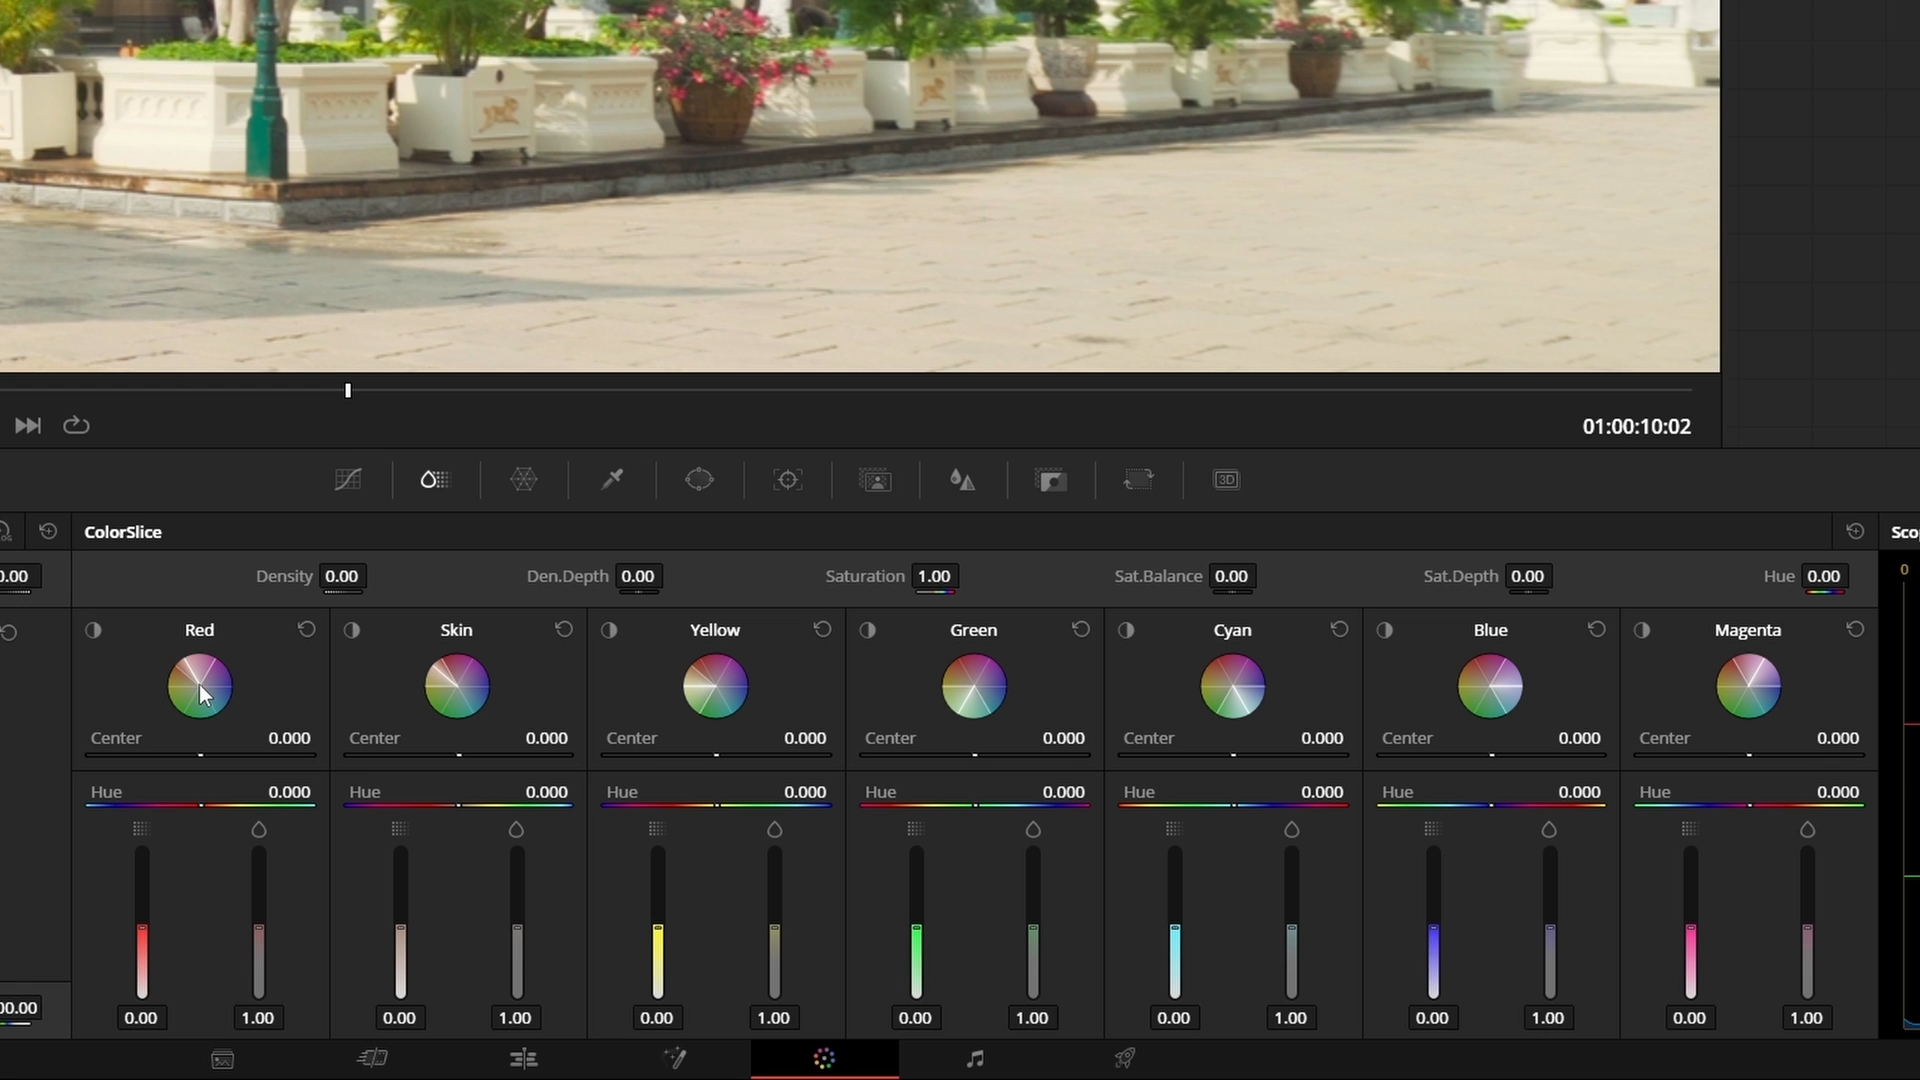 01:00:10:02
3D
ColorSlice
Density 0.00 Den.Depth 0.00 Saturation 1.00 Sat.Balance 0.00 Sat.Depth 0.00 Hue 0.00
0
Red Skin Yellow Green Cyan Blue Magenta
Center 0.000 Center 0.000 Center 0.000 Center 0.000 Center 0.000 Center 0.000 Center 0.000
Hue 0.000 Hue 0.000 Hue 0.000 Hue 0.000 Hue 0.000 Hue 0.000 Hue 0.000
0.00 1.00 0.00 1.00 0.00 1.00 0.00 1.00 0.00 1.00 0.00 1.00 0.00 1.00